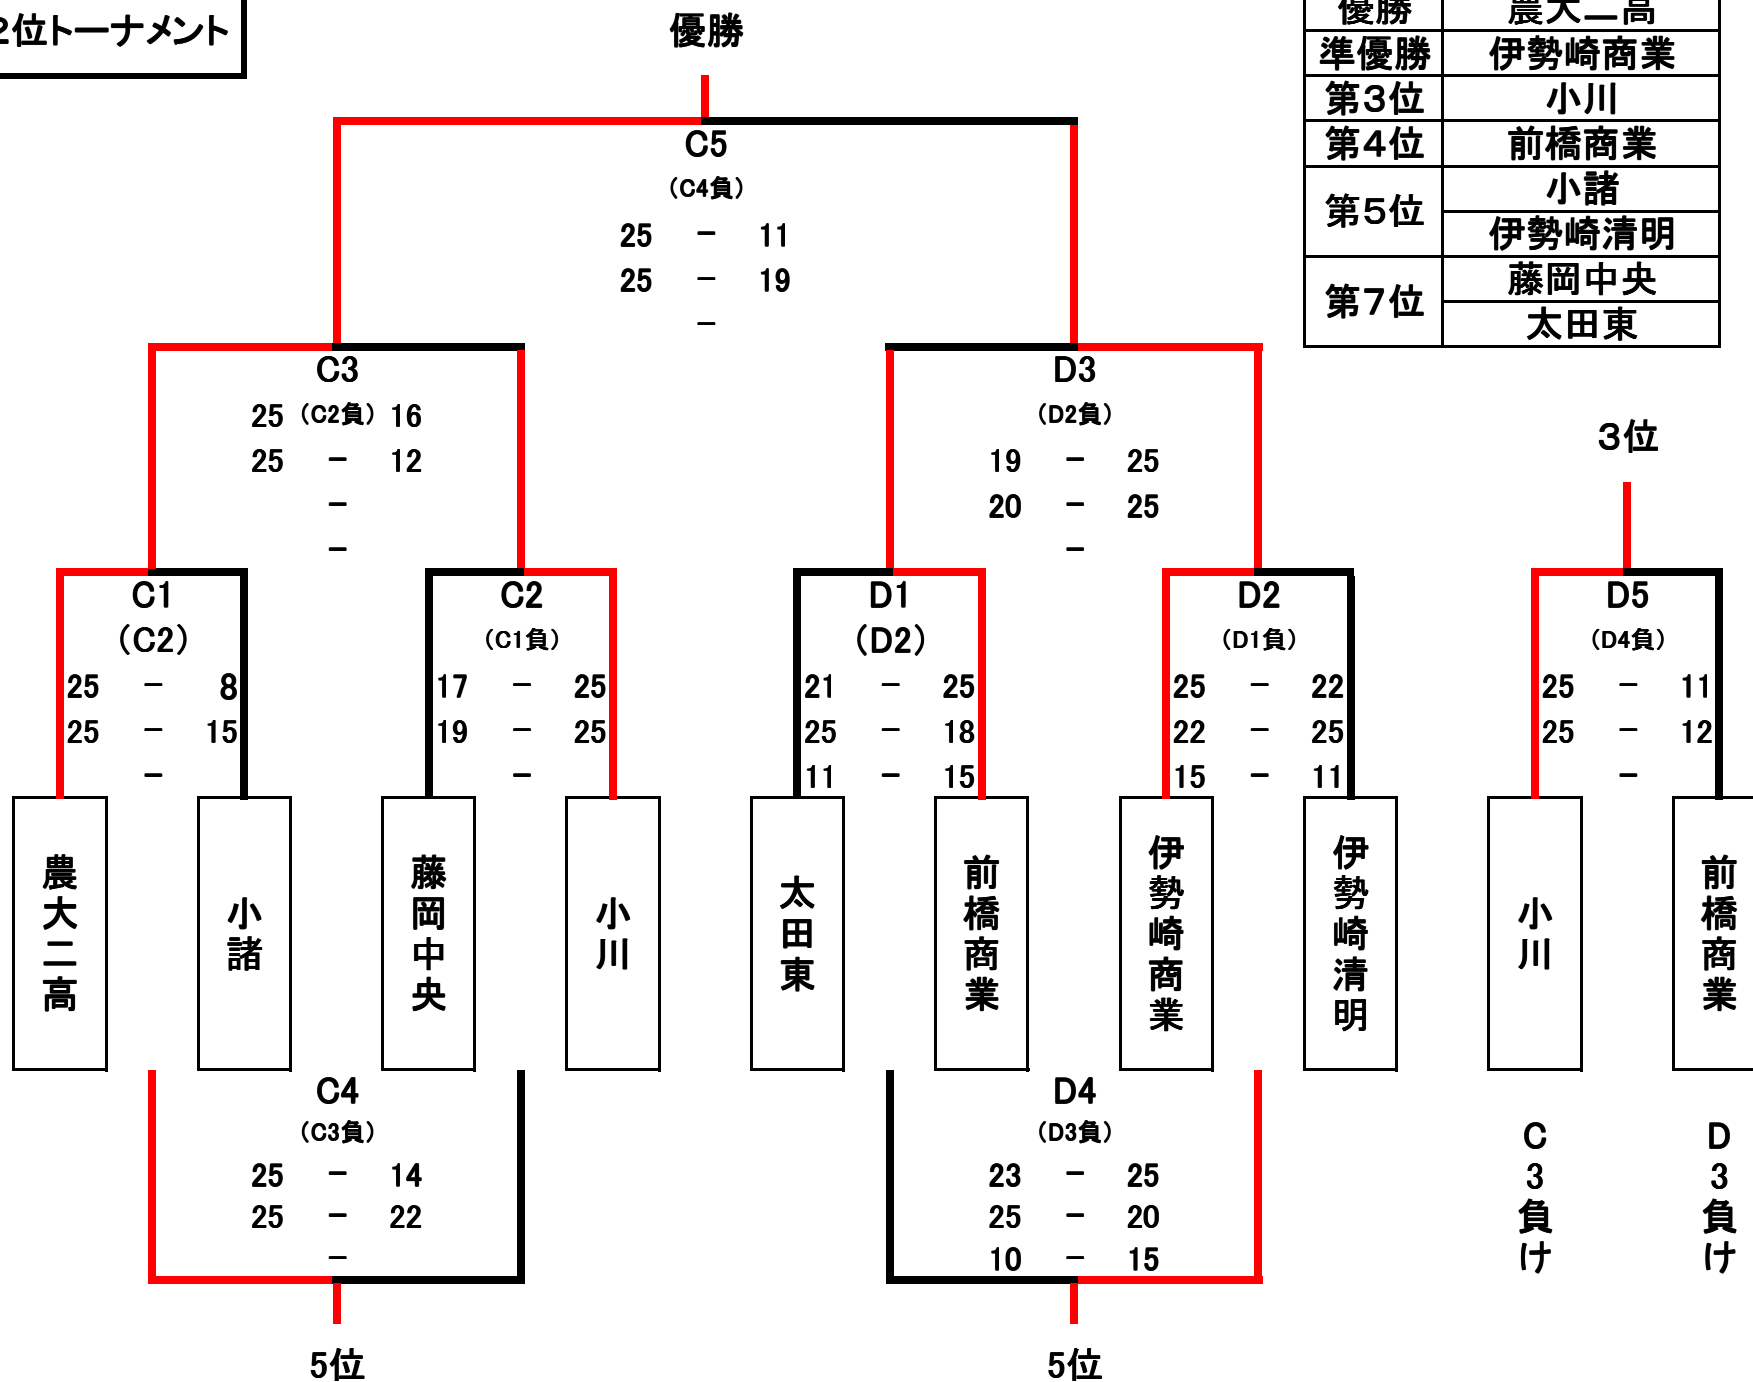 2位トーナメント
優勝
優勝 農大二高
準優勝 伊勢崎商業
第3位 小川
第4位 前橋商業
第5位 小諸
伊勢崎清明
第7位 藤岡中央
太田東
C5
（C4負）
25 － 11
25 － 19
－
C3
25 （C2負） 16
25 － 12
－
－
D3
（D2負）
19 － 25
20 － 25
－
3位
C1
（C2）
25 － 8
25 － 15
－
C2
（C1負）
17 － 25
19 － 25
－
D1
（D2）
21 － 25
25 － 18
11 － 15
D2
（D1負）
25 － 22
22 － 25
15 － 11
D5
（D4負）
25 － 11
25 － 12
－
農大二高
小諸
藤岡中央
小川
太田東
前橋商業
伊勢崎商業
伊勢崎清明
小川
前橋商業
C4
（C3負）
25 － 14
25 － 22
－
5位
D4
（D3負）
23 － 25
25 － 20
10 － 15
5位
C3負け
D3負け